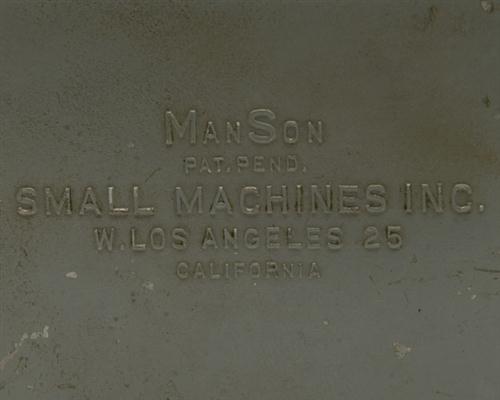 ManSon
PAT. PEND.
SMALL MACHINES INC.
W. LOS ANGELES 25
CALIFORNIA